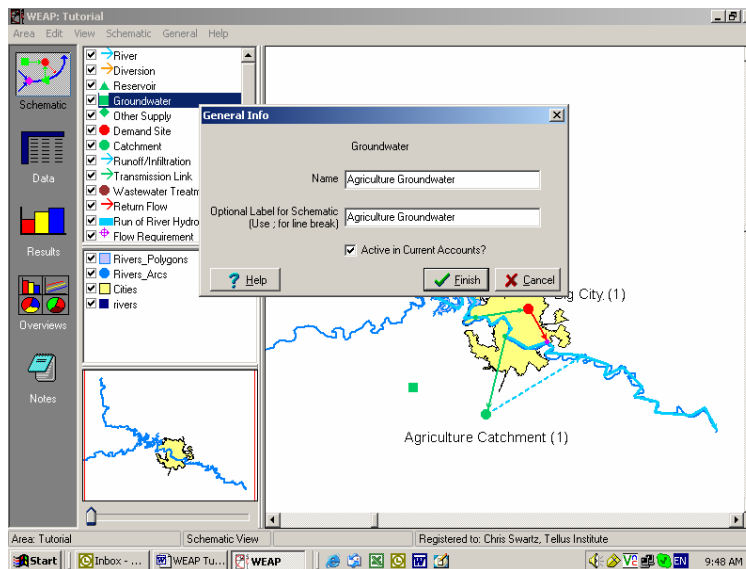 WEAP: Tutorial
Area Edit View Schematic General Help
Schematic
Data
Results
Overviews
Notes
River
Diversion
Reservoir
Groundwater
Other Supply
Demand Site
Catchment
Runoff/Infiltration
Transmission Link
Wastewater Treatm
Return Flow
Run of River Hydro
Flow Requirement
Rivers_Polygons
Rivers_Arcs
Cities
rivers
General Info
Groundwater
Name Agriculture Groundwater
Optional Label for Schematic
(Use ; for line break) Agriculture Groundwater
Active in Current Accounts?
? Help
Finish
Cancel
Big City (1)
Agriculture Catchment (1)
Area: Tutorial Schematic View Registered to: Chris Swartz, Tellus Institute
Start Inbox - ... WEAP Tu... WEAP EN 9:48 AM